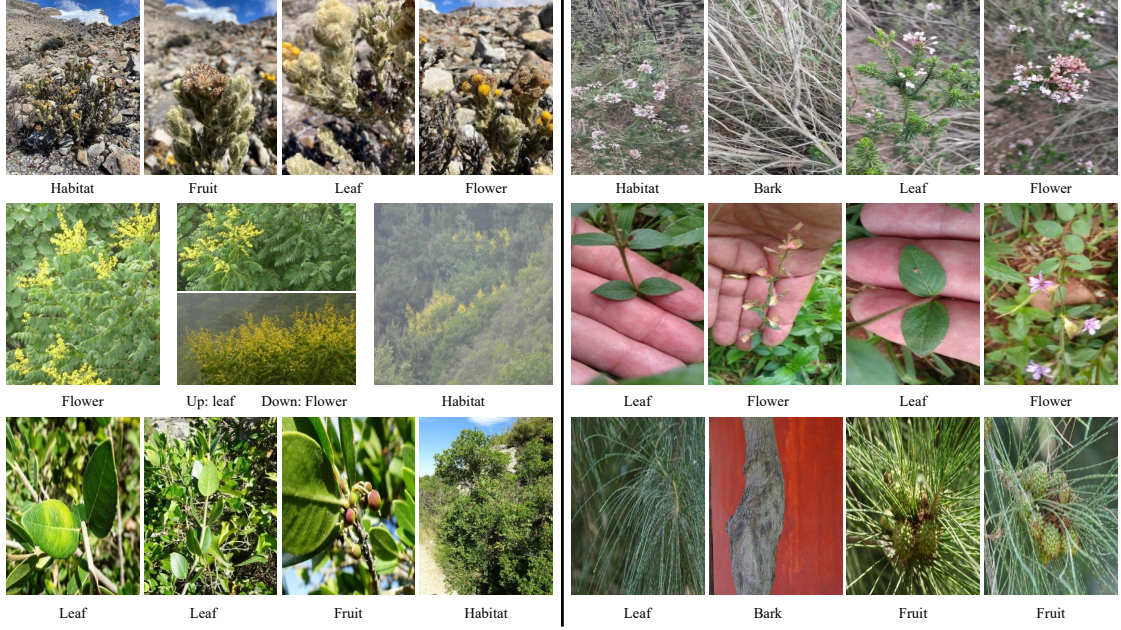 Habitat Fruit Leaf Flower
Habitat Bark Leaf Flower
Flower Up: leaf Down: Flower Habitat
Leaf Flower Leaf Flower
Leaf Leaf Fruit Habitat
Leaf Bark Fruit Fruit